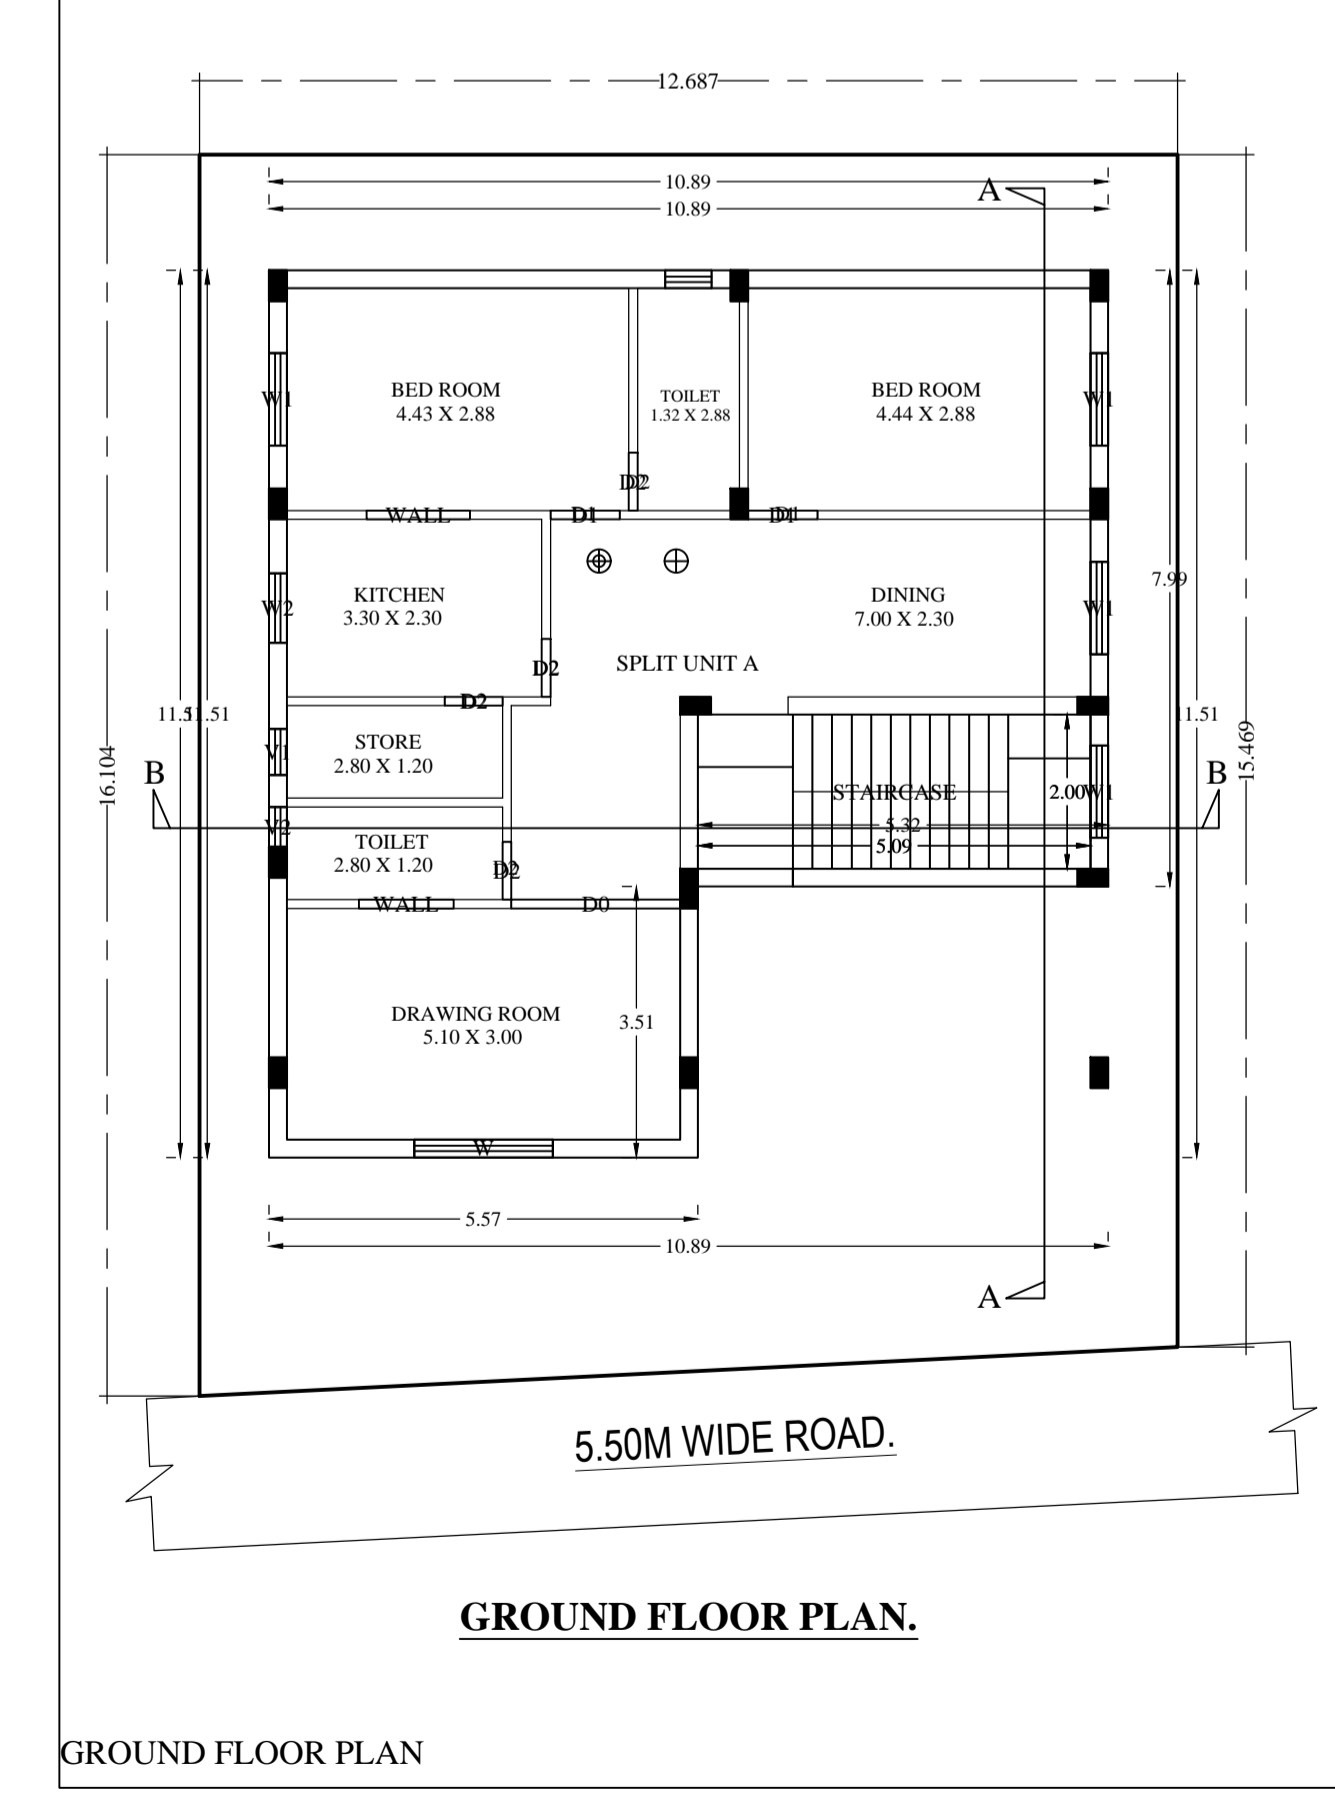 12.687
10.89
A
10.89
BED ROOM
4.43 X 2.88
TOILET
1.32 X 2.88
BED ROOM
4.44 X 2.88
W1
W1
D2
WALL
D1
D1
KITCHEN
3.30 X 2.30
DINING
7.00 X 2.30
7.99
W2
W1
SPLIT UNIT A
D2
D2
11.51
11.51
11.51
STORE
2.80 X 1.20
V1
16.104
15.469
B
B
STAIRCASE
2.00
W1
5.32
5.09
V2
TOILET
2.80 X 1.20
D2
WALL
D0
DRAWING ROOM
5.10 X 3.00
3.51
W
5.57
10.89
A
5.50M WIDE ROAD.
GROUND FLOOR PLAN.
GROUND FLOOR PLAN